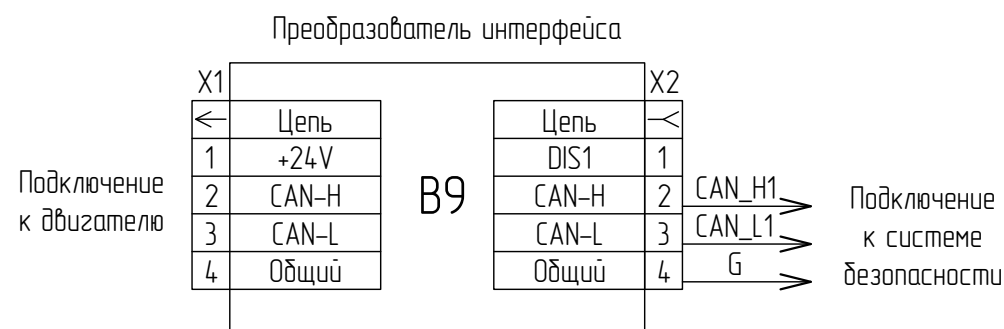 Преобразователь интерфейса
X1
X2
Цепь
Цепь
1
+24V
DIS1
1
2
CAN-H
CAN-H
2
CAN_H1
3
CAN-L
CAN-L
3
CAN_L1
4
Общий
Общий
4
G
B9
Подключение
к двигателю
Подключение
к системе
безопасности